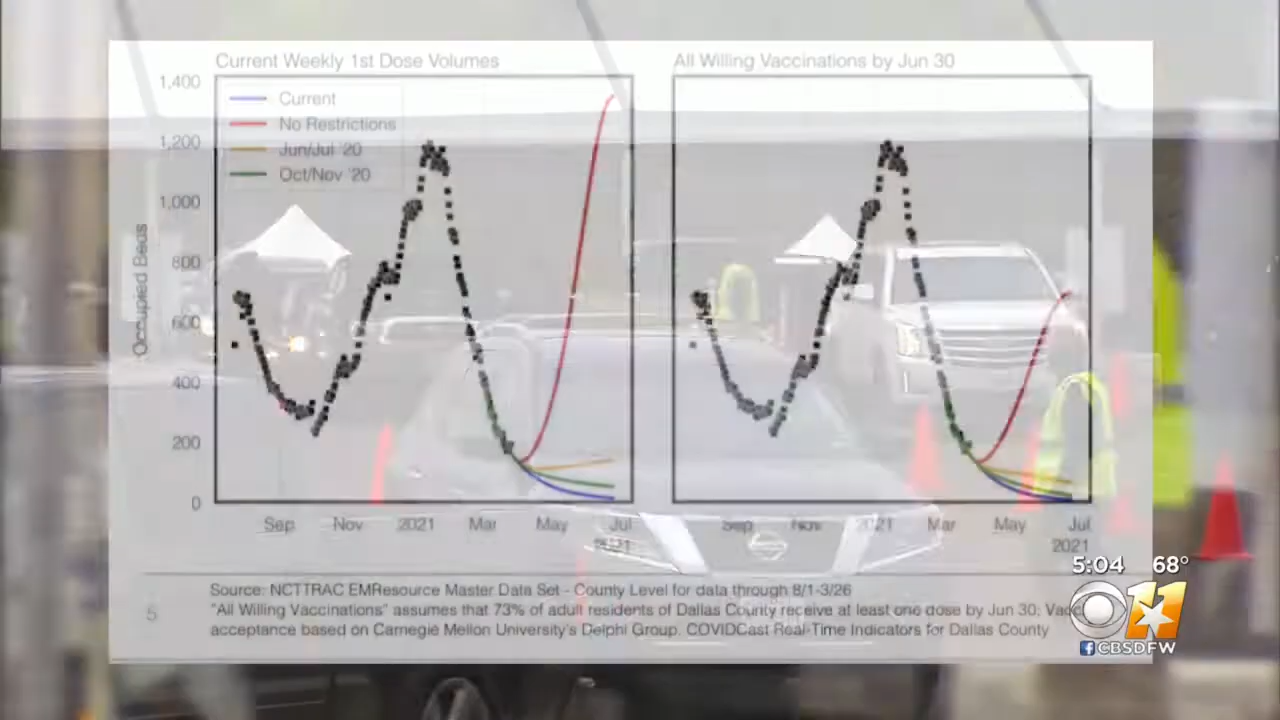 Current Weekly 1st Dose Volumes
All Willing Vaccinations by Jun 30
1,400
1,200
1,000
800
600
400
200
0
Occupied Beds
Current
No Restrictions
Jun/Jul '20
Oct/Nov '20
Sep Nov 2021 Mar May Jul
2021
Sep Nov 2021 Mar May Jul
2021
Source: NCTTRAC EMResource Master Data Set - County Level for data through 8/1-3/26
5
"All Willing Vaccinations" assumes that 73% of adult residents of Dallas County receive at least one dose by Jun 30;
acceptance based on Carnegie Mellon University's Delphi Group. COVIDCast Real-Time Indicators for Dallas County
5:04 68°
11
CBSDFW